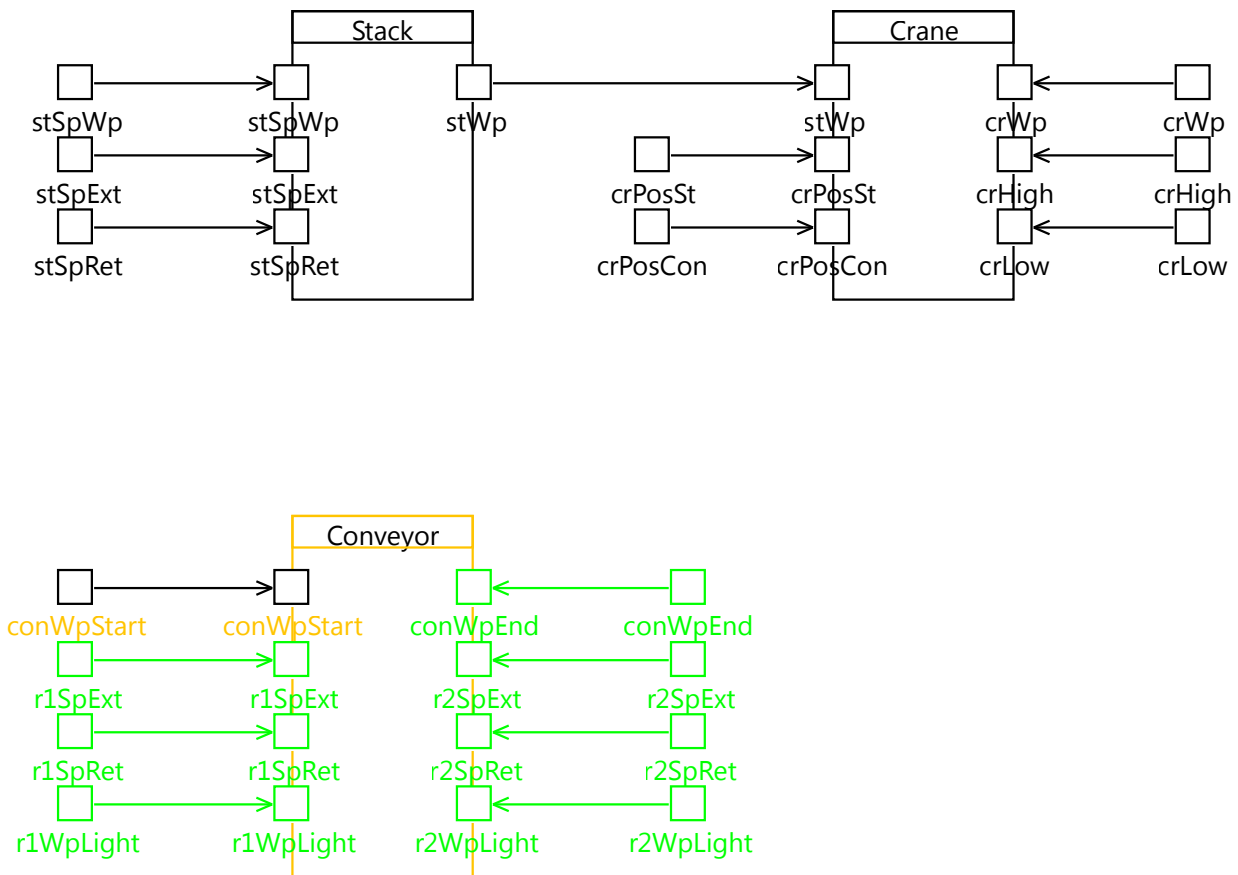 Stack Crane
stSpWp stSpWp stWp stWp crWp crWp
stSpExt stSpExt crPosSt crPosSt crHigh crHigh
stSpRet stSpRet crPosCon crPosCon crLow crLow
Conveyor
conWpStart conWpStart conWpEnd conWpEnd
r1SpExt r1SpExt r2SpExt r2SpExt
r1SpRet r1SpRet r2SpRet r2SpRet
r1WpLight r1WpLight r2WpLight r2WpLight